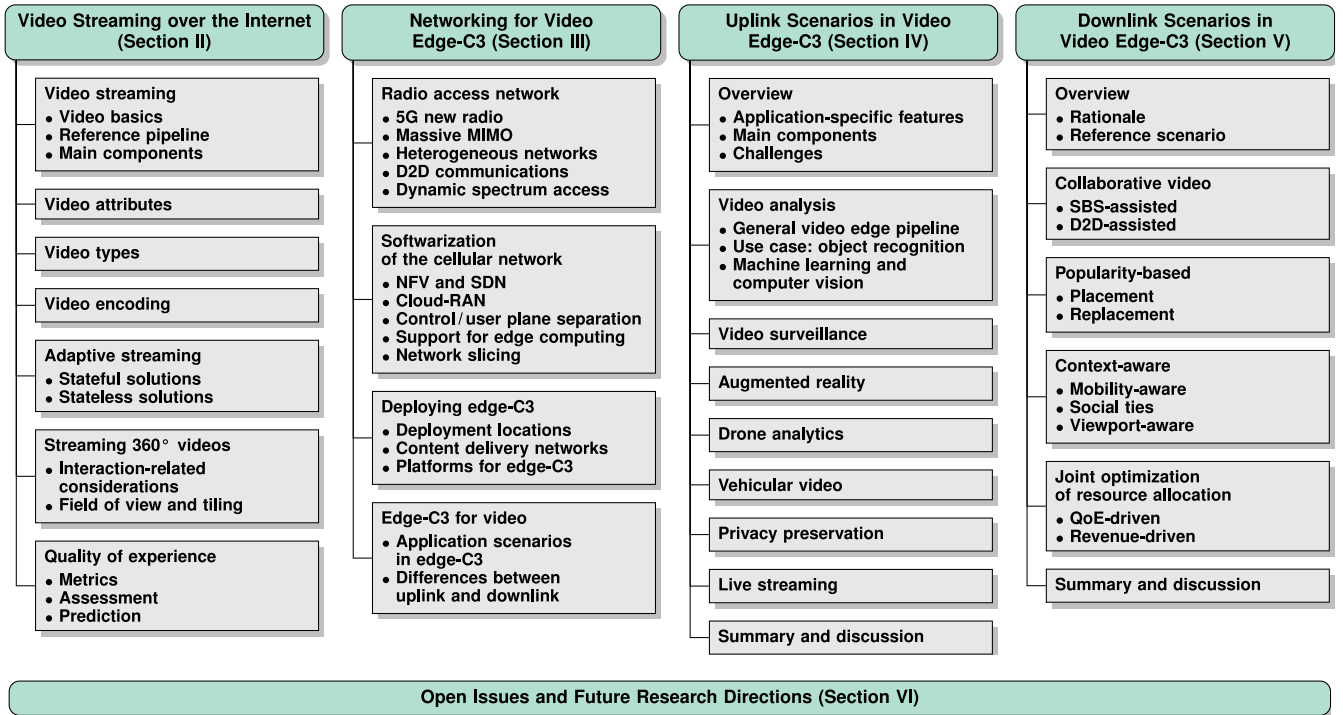 Video Streaming over the Internet
(Section II)
Video streaming
• Video basics
• Reference pipeline
• Main components
Video attributes
Video types
Video encoding
Adaptive streaming
• Stateful solutions
• Stateless solutions
Streaming 360° videos
• Interaction-related
considerations
• Field of view and tiling
Quality of experience
• Metrics
• Assessment
• Prediction
Networking for Video
Edge-C3 (Section III)
Radio access network
• 5G new radio
• Massive MIMO
• Heterogeneous networks
• D2D communications
• Dynamic spectrum access
Softwarization
of the cellular network
• NFV and SDN
• Cloud-RAN
• Control/user plane separation
• Support for edge computing
• Network slicing
Deploying edge-C3
• Deployment locations
• Content delivery networks
• Platforms for edge-C3
Edge-C3 for video
• Application scenarios
in edge-C3
• Differences between
uplink and downlink
Uplink Scenarios in Video
Edge-C3 (Section IV)
Overview
• Application-specific features
• Main components
• Challenges
Video analysis
• General video edge pipeline
• Use case: object recognition
• Machine learning and
computer vision
Video surveillance
Augmented reality
Drone analytics
Vehicular video
Privacy preservation
Live streaming
Summary and discussion
Downlink Scenarios in
Video Edge-C3 (Section V)
Overview
• Rationale
• Reference scenario
Collaborative video
• SBS-assisted
• D2D-assisted
Popularity-based
• Placement
• Replacement
Context-aware
• Mobility-aware
• Social ties
• Viewport-aware
Joint optimization
of resource allocation
• QoE-driven
• Revenue-driven
Summary and discussion
Open Issues and Future Research Directions (Section VI)